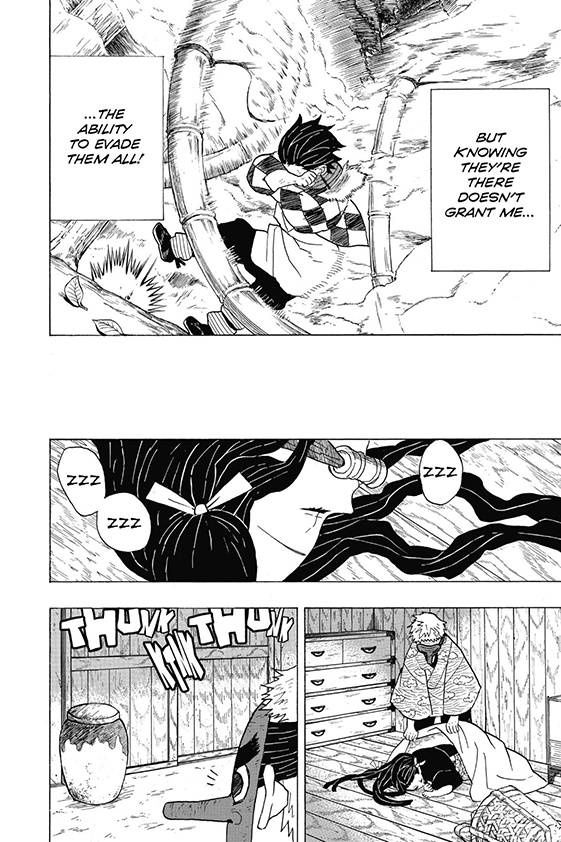 BUT
KNOWING
THEY'RE
THERE
DOESN'T
GRANT ME...
...THE
ABILITY
TO EVADE
THEM ALL!
ZZZ
ZZZ
ZZZ
THUNK
KTNK
THUNK